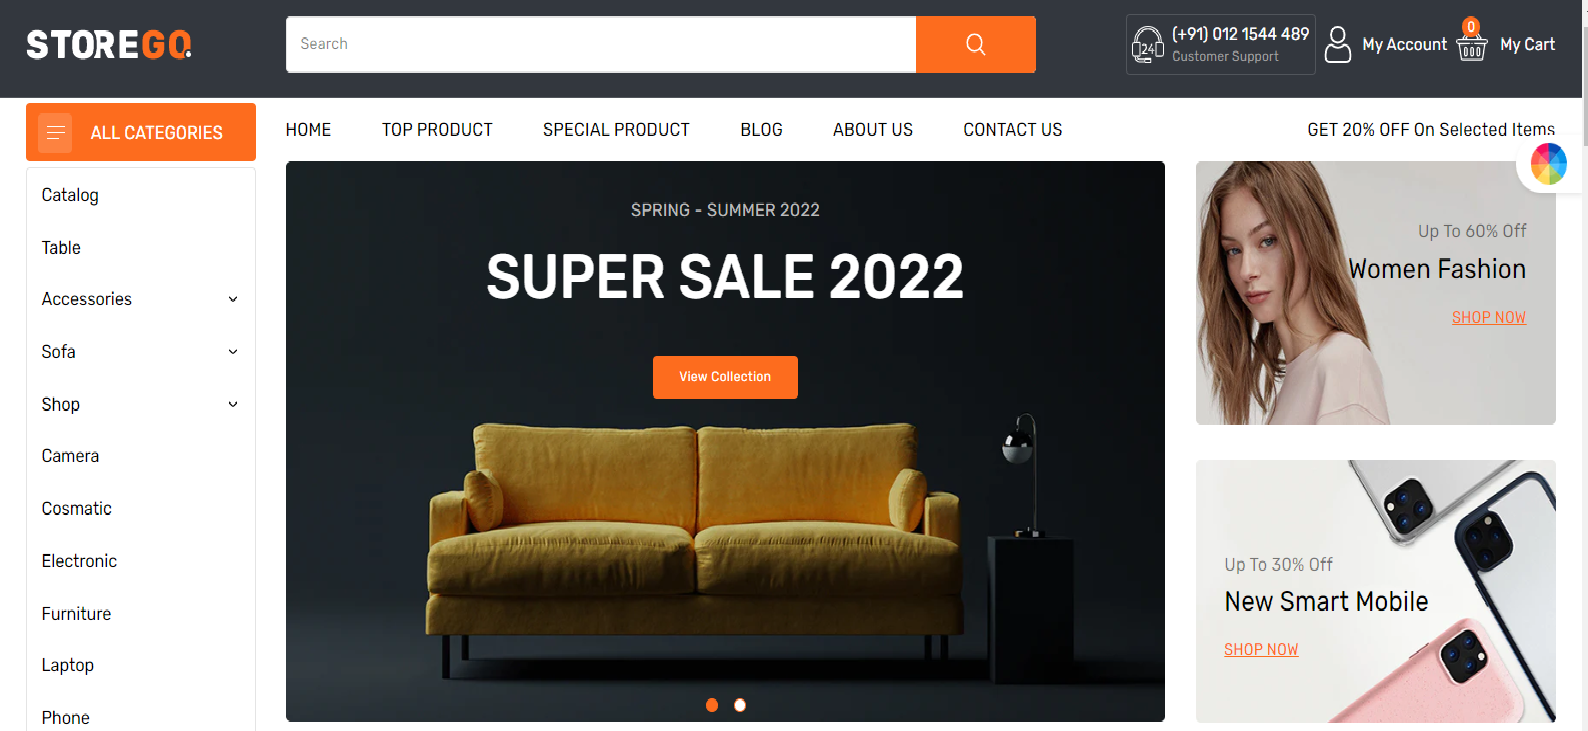 STOREGO
Search
24
(+91) 012 1544 489
Customer Support
My Account
0
My Cart
ALL CATEGORIES
HOME
TOP PRODUCT
SPECIAL PRODUCT
BLOG
ABOUT US
CONTACT US
GET 20% OFF On Selected Items
Catalog
Table
Accessories
Sofa
Shop
Camera
Cosmatic
Electronic
Furniture
Laptop
Phone
SPRING - SUMMER 2022
SUPER SALE 2022
View Collection
Up To 60% Off
Women Fashion
SHOP NOW
Up To 30% Off
New Smart Mobile
SHOP NOW